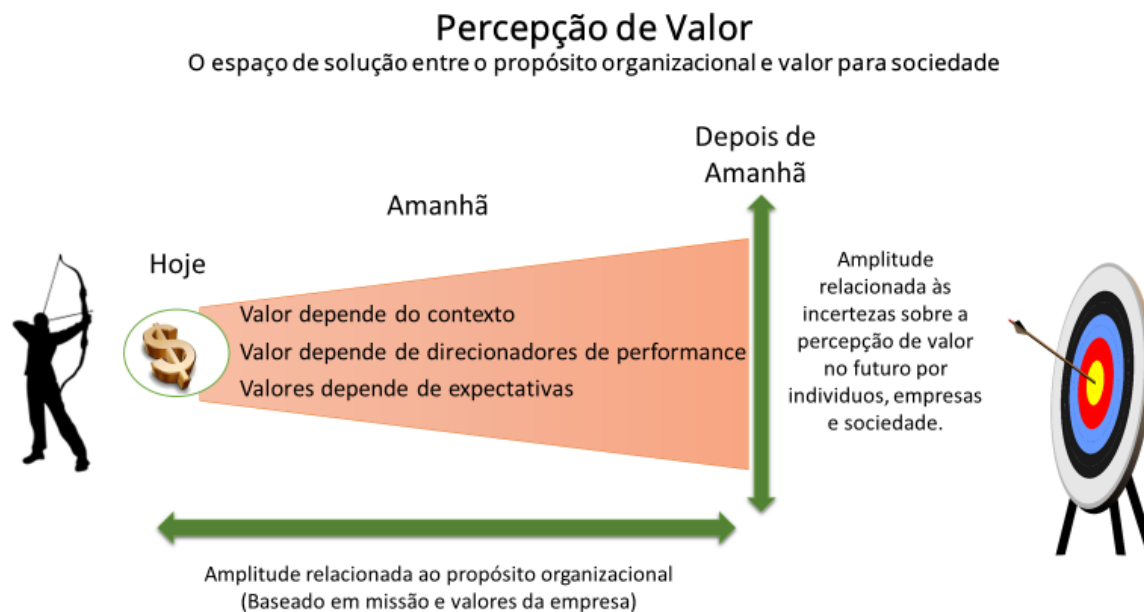 Percepção de Valor
O espaço de solução entre o propósito organizacional e valor para sociedade
Depois de
Amanhã
Amanhã
Hoje
Valor depende do contexto
Valor depende de direcionadores de performance
Valores depende de expectativas
Amplitude
relacionada às
incertezas sobre a
percepção de valor
no futuro por
individuos, empresas
e sociedade.
Amplitude relacionada ao propósito organizacional
(Baseado em missão e valores da empresa)